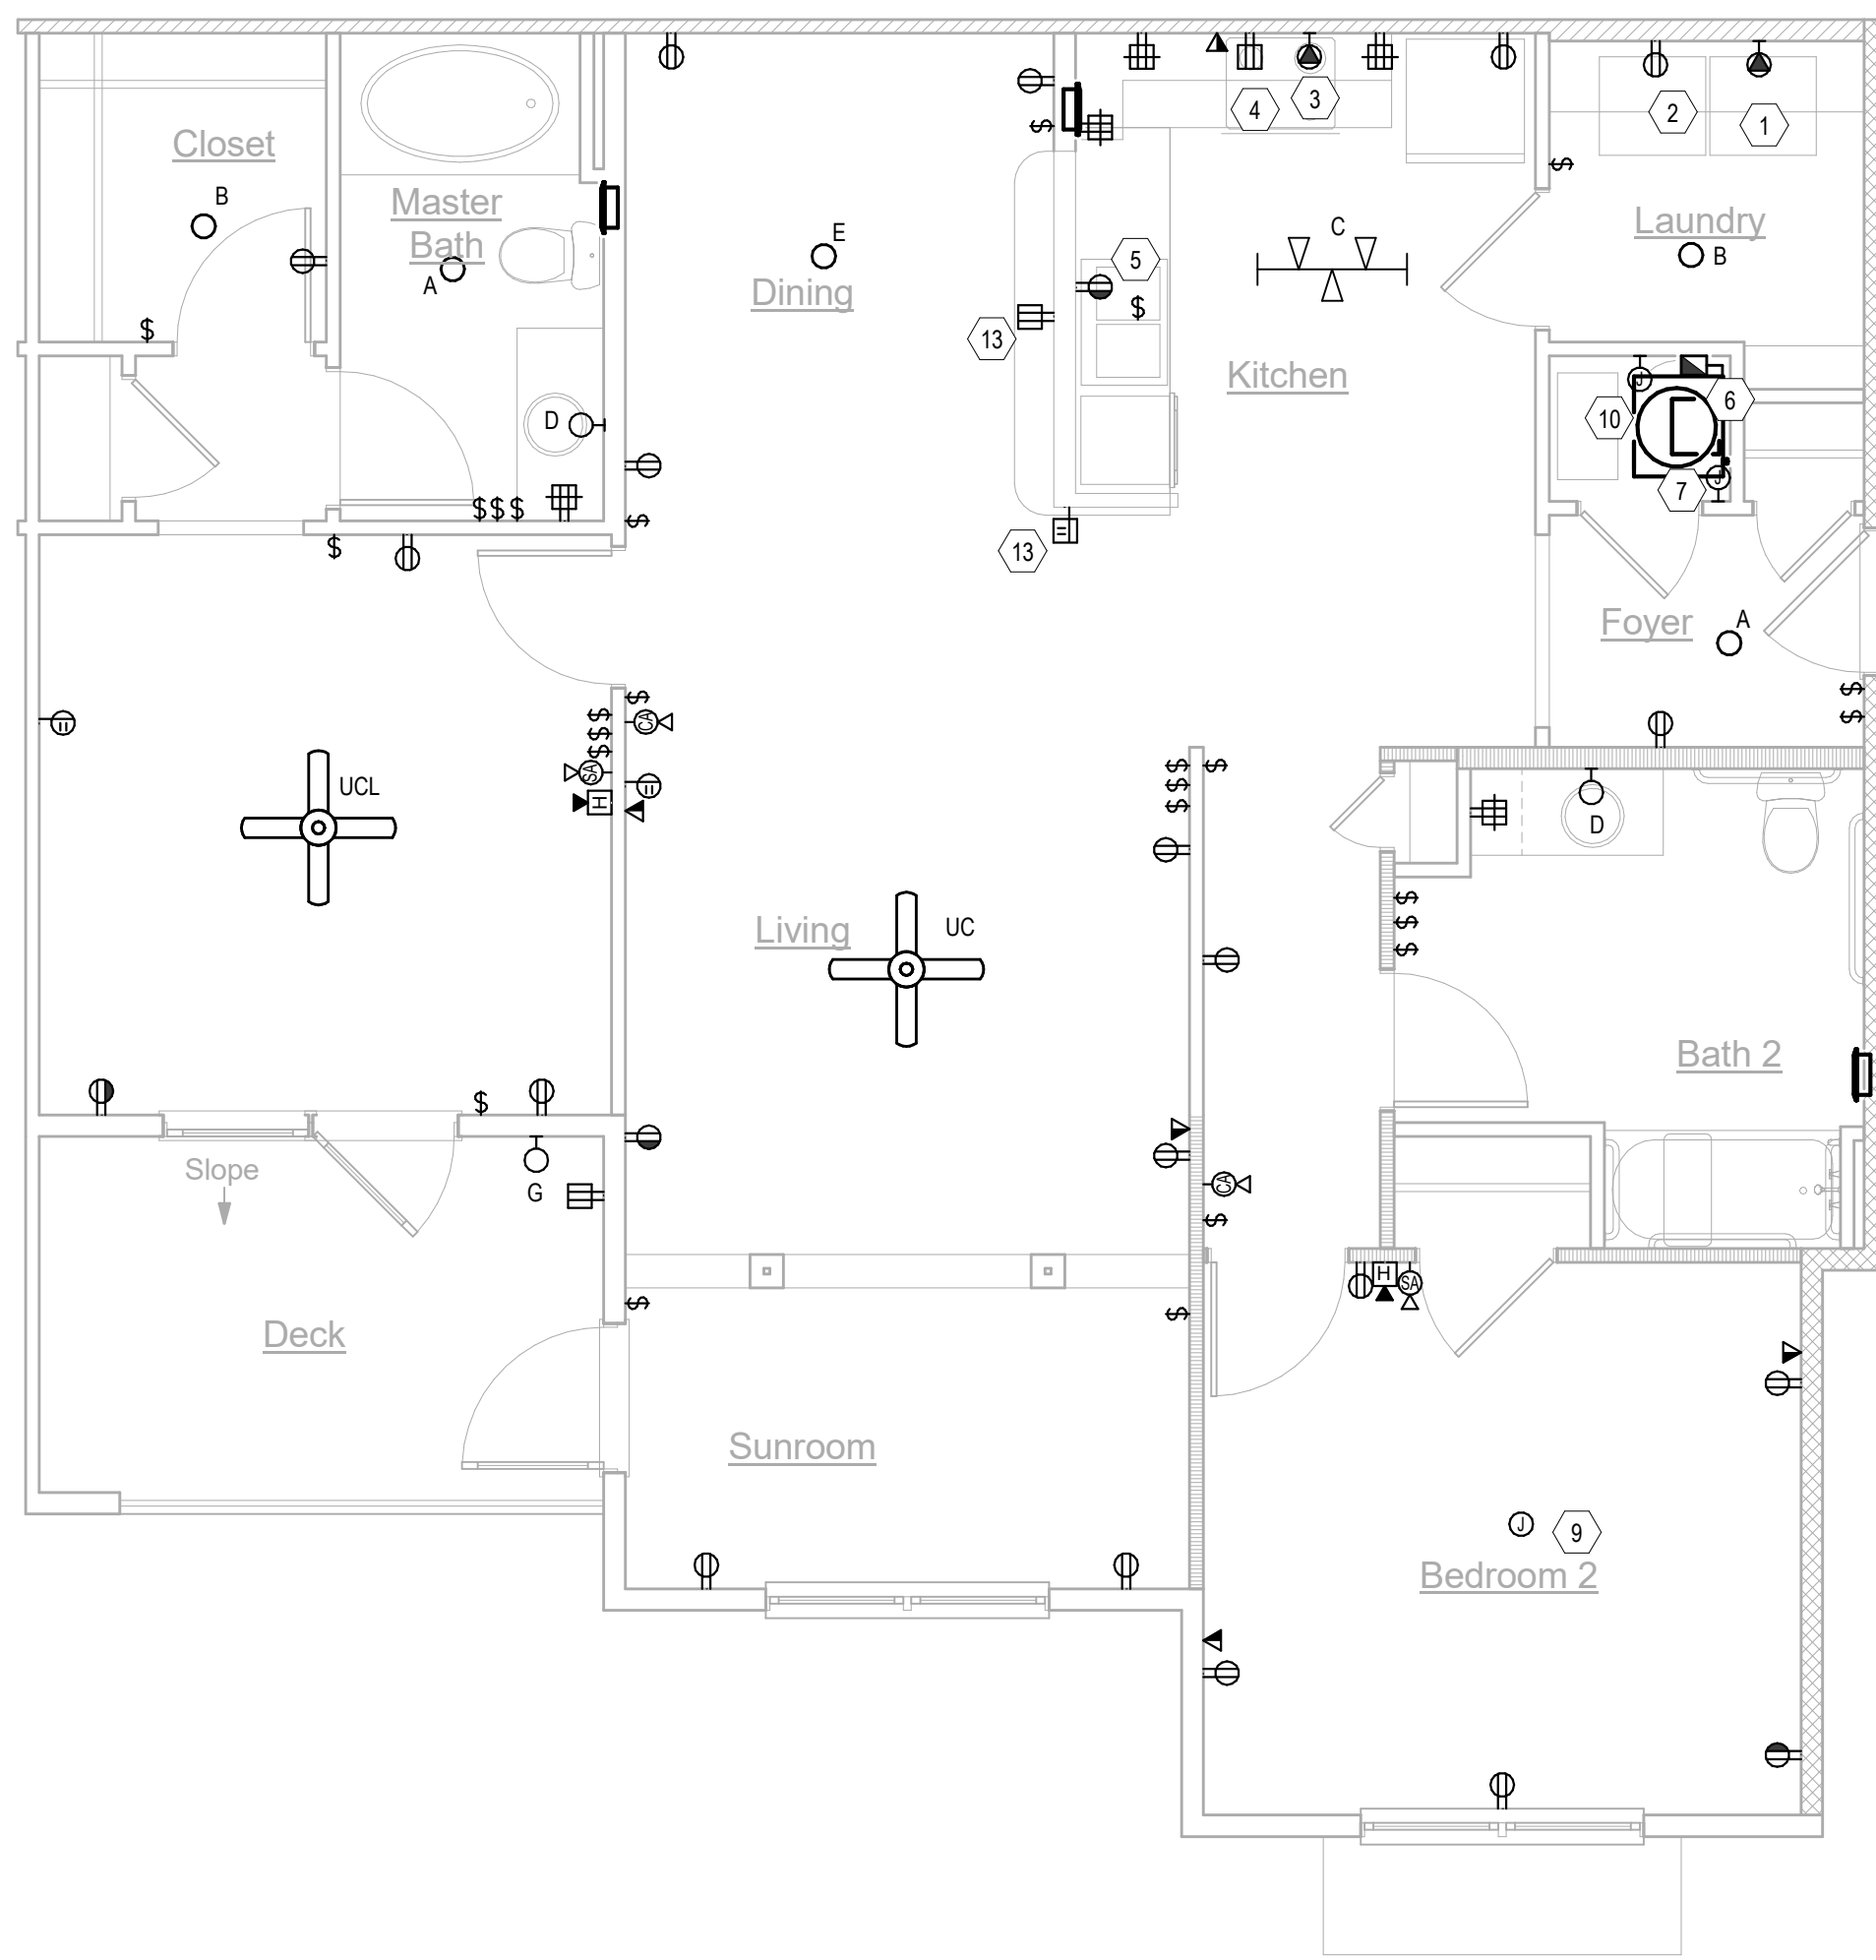 4
3
2
1
Closet
B
Master
Bath
A
E
Dining
5
C
Kitchen
Laundry
B
$
13
J
6
10
7
J
D
$$$
$
13
Foyer
A
$
$
$
$
$
$
$
$
$
$
CA
SA
H
UCL
$
$
$
$
D
$
$
$
Living
UC
Bath 2
$
Slope
G
CA
$
H
SA
$
$
Deck
Sunroom
J
9
Bedroom 2